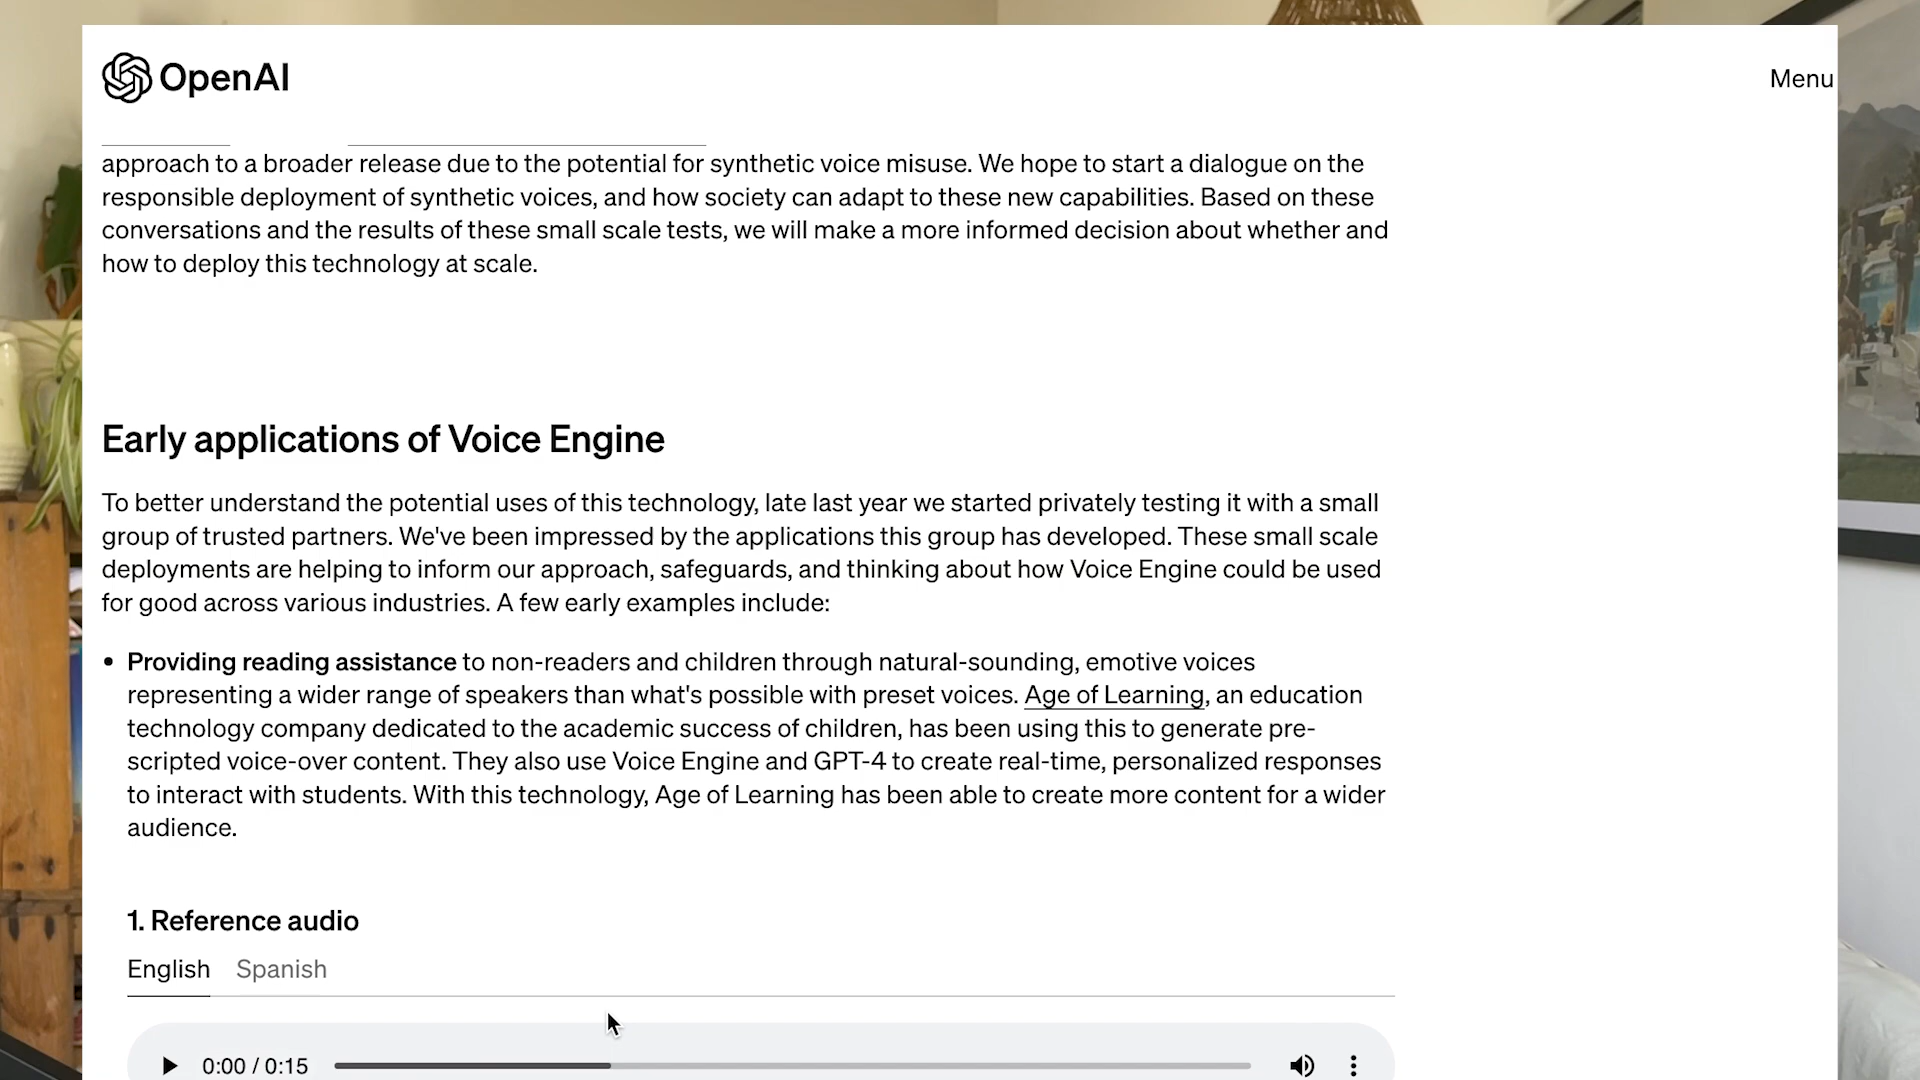 OpenAI
Menu
approach to a broader release due to the potential for synthetic voice misuse. We hope to start a dialogue on the
responsible deployment of synthetic voices, and how society can adapt to these new capabilities. Based on these
conversations and the results of these small scale tests, we will make a more informed decision about whether and
how to deploy this technology at scale.
Early applications of Voice Engine
To better understand the potential uses of this technology, late last year we started privately testing it with a small
group of trusted partners. We've been impressed by the applications this group has developed. These small scale
deployments are helping to inform our approach, safeguards, and thinking about how Voice Engine could be used
for good across various industries. A few early examples include:
• Providing reading assistance to non-readers and children through natural-sounding, emotive voices
representing a wider range of speakers than what's possible with preset voices. Age of Learning, an education
technology company dedicated to the academic success of children, has been using this to generate pre-
scripted voice-over content. They also use Voice Engine and GPT-4 to create real-time, personalized responses
to interact with students. With this technology, Age of Learning has been able to create more content for a wider
audience.
1. Reference audio
English Spanish
0:00 / 0:15